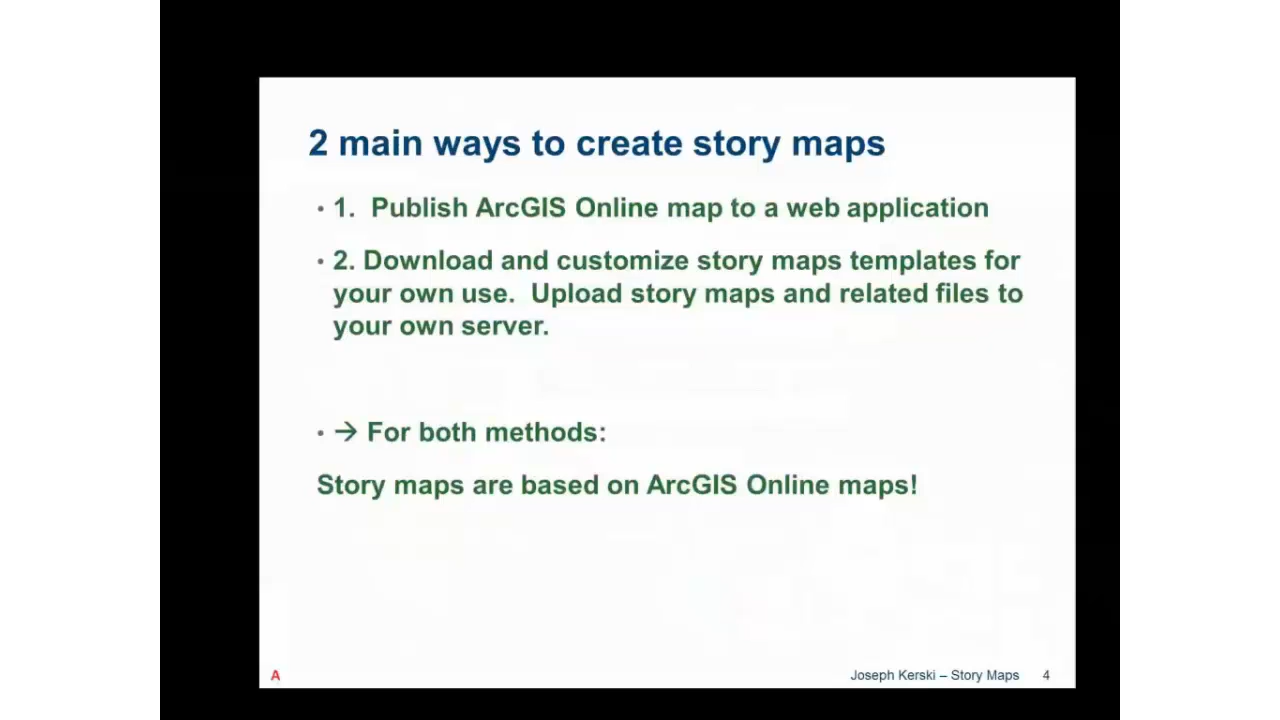 2 main ways to create story maps
• 1.  Publish ArcGIS Online map to a web application
• 2. Download and customize story maps templates for
your own use.  Upload story maps and related files to
your own server.
• → For both methods:
Story maps are based on ArcGIS Online maps!
A
Joseph Kerski – Story Maps 4